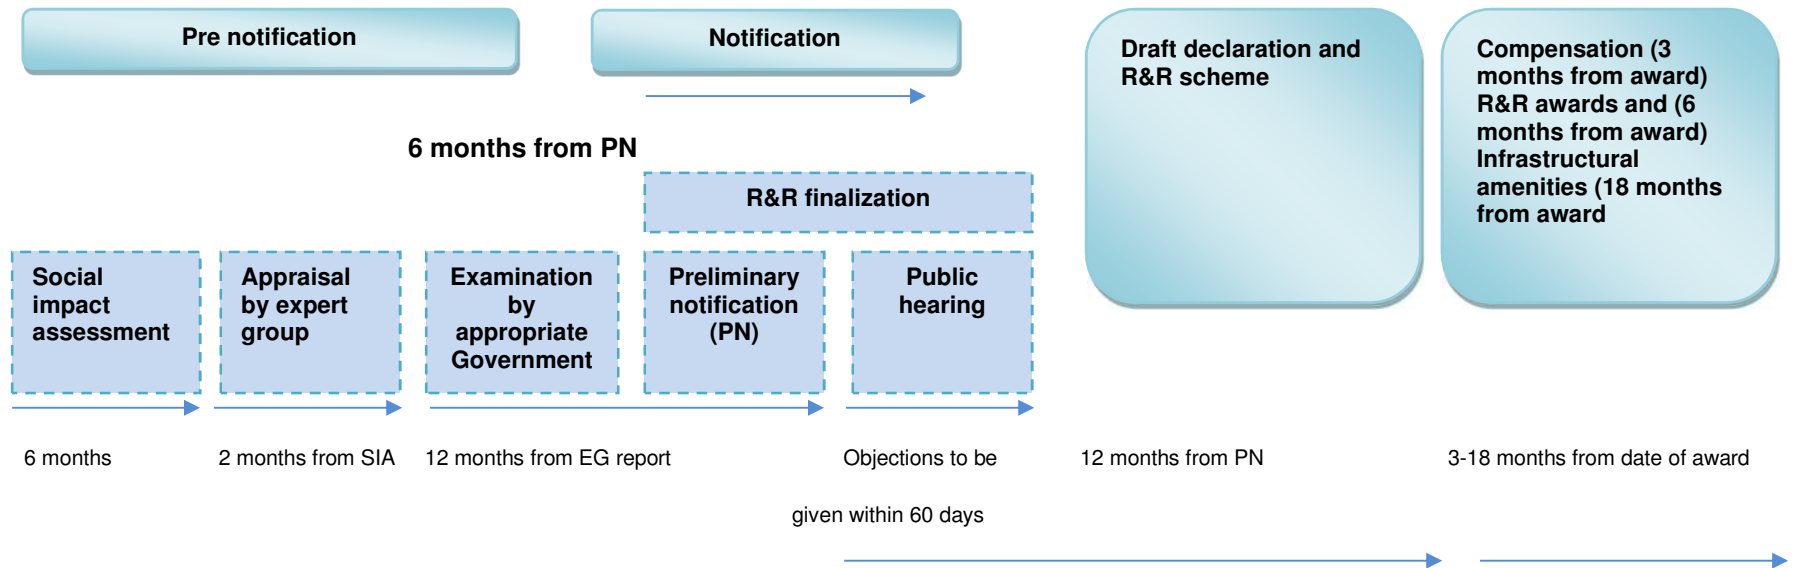 Pre notification
Notification
Draft declaration and
R&R scheme
Compensation (3
months from award)
R&R awards and (6
months from award)
Infrastructural
amenities (18 months
from award
6 months from PN
R&R finalization
Social
impact
assessment
Appraisal
by expert
group
Examination
by
appropriate
Government
Preliminary
notification
(PN)
Public
hearing
6 months
2 months from SIA
12 months from EG report
Objections to be
given within 60 days
12 months from PN
3-18 months from date of award